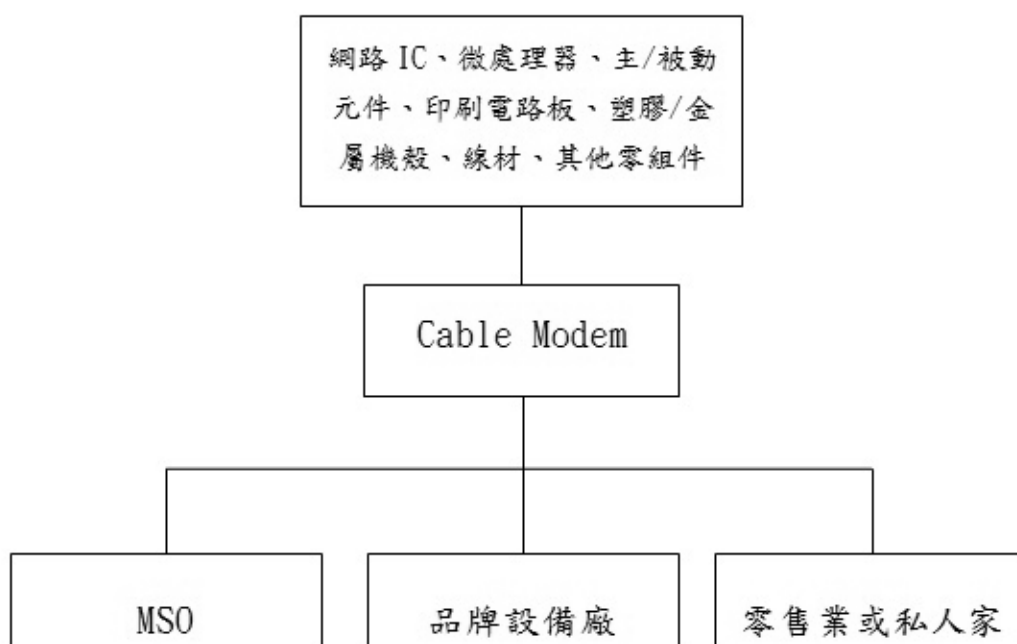 網路 IC、微處理器、主/被動
元件、印刷電路板、塑膠/金
屬機殼、線材、其他零組件
Cable Modem
MSO
品牌設備廠
零售業或私人家